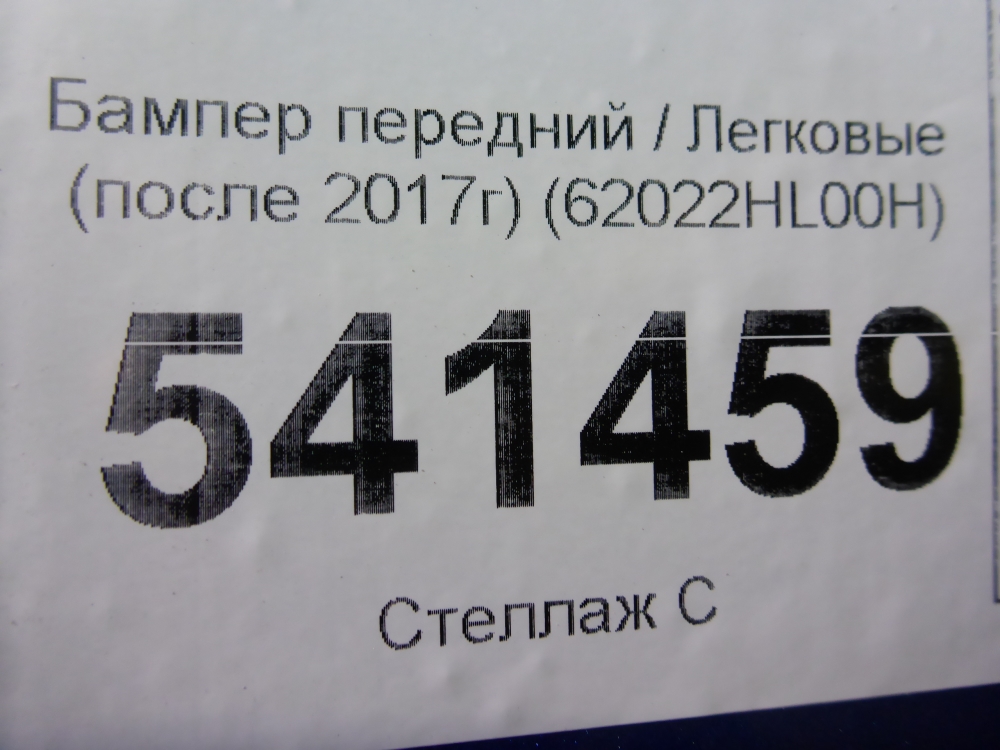 Бампер передний / Легковые
(после 2017г) (62022HL00H)
541459
Стеллаж С